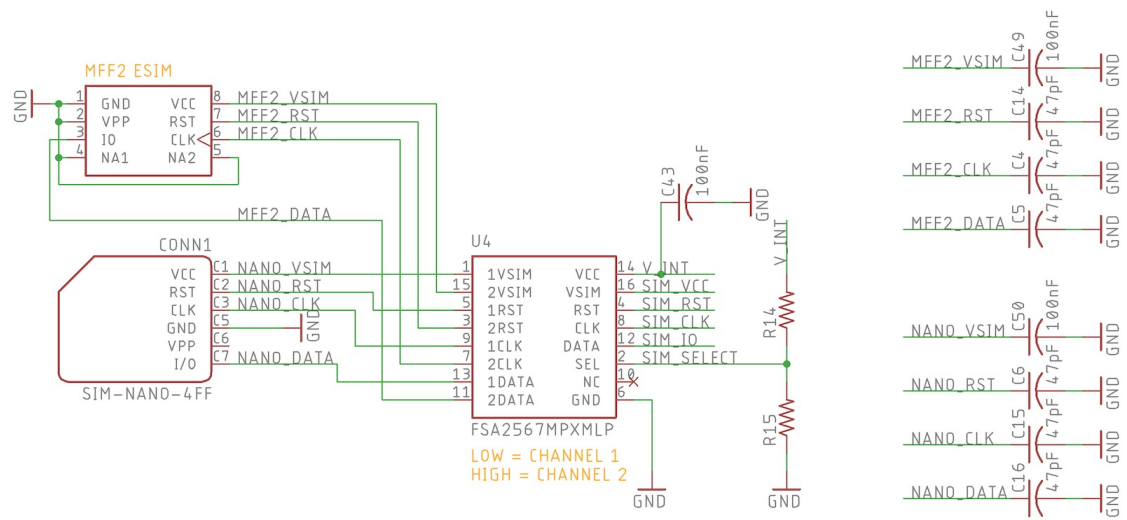 MFF2 ESIM
GND
1 GND VCC 8 MFF2_VSIM
2 VPP RST 7 MFF2_RST
3 IO CLK 6 MFF2_CLK
4 NA1 NA2 5
MFF2_DATA
CONN1
VCC C1 NANO_VSIM
RST C2 NANO_RST
CLK C3 NANO_CLK
GND C5 GND
VPP C6
I/O C7 NANO_DATA
SIM-NANO-4FF
C43 100nF GND
U4
1 1VSIM VCC 14 V_INT
15 2VSIM VSIM 16 SIM_VCC
5 1RST RST 4 SIM_RST
3 2RST CLK 8 SIM_CLK
9 1CLK DATA 12 SIM_IO
7 2CLK SEL 2 SIM_SELECT
13 1DATA NC 10
11 2DATA GND 6
FSA2567MPXMLP
LOW = CHANNEL 1
HIGH = CHANNEL 2
GND
V_INT
R14
R15
GND
MFF2_VSIM C49 100nF GND
MFF2_RST C14 47pF GND
MFF2_CLK C4 47pF GND
MFF2_DATA C5 47pF GND
NANO_VSIM C50 100nF GND
NANO_RST C6 47pF GND
NANO_CLK C15 47pF GND
NANO_DATA C16 47pF GND